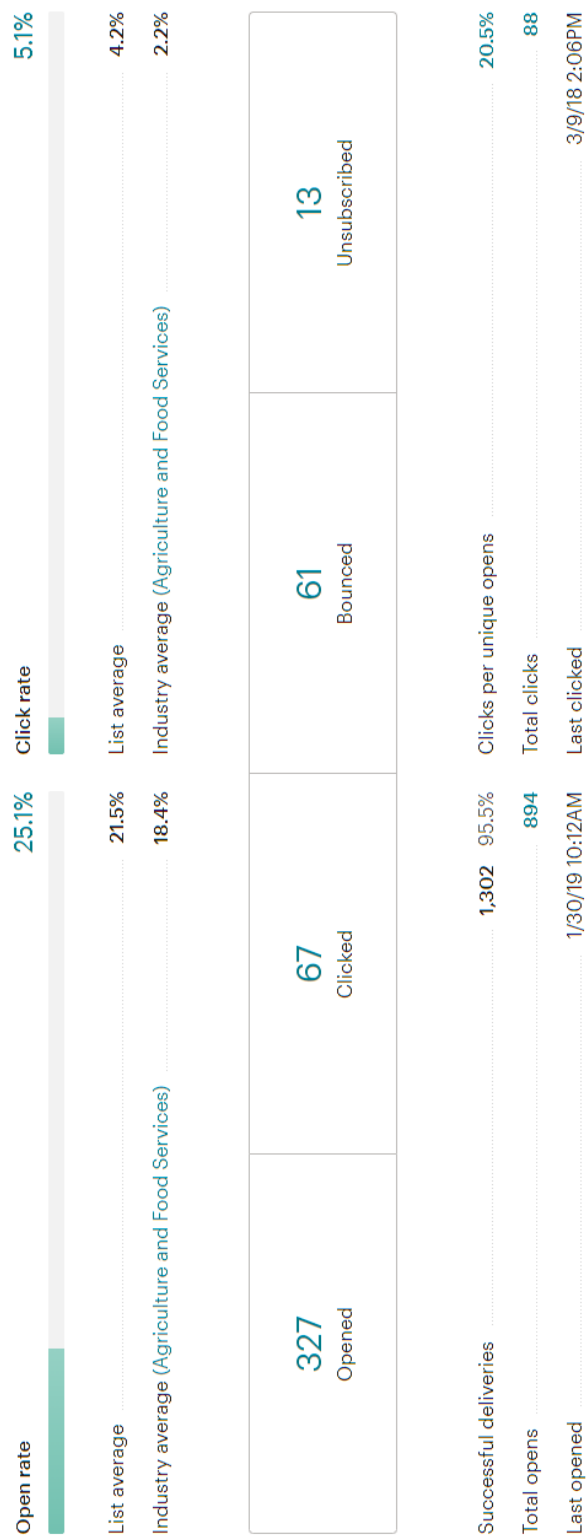 Open rate 25.1% Click rate 5.1%
List average 21.5% List average 4.2%
Industry average (Agriculture and Food Services) 18.4% Industry average (Agriculture and Food Services) 2.2%
327 67 61 13
Opened Clicked Bounced Unsubscribed
Successful deliveries 1,302 95.5% Clicks per unique opens 20.5%
Total opens 894 Total clicks 88
Last opened 1/30/19 10:12AM Last clicked 3/9/18 2:06PM